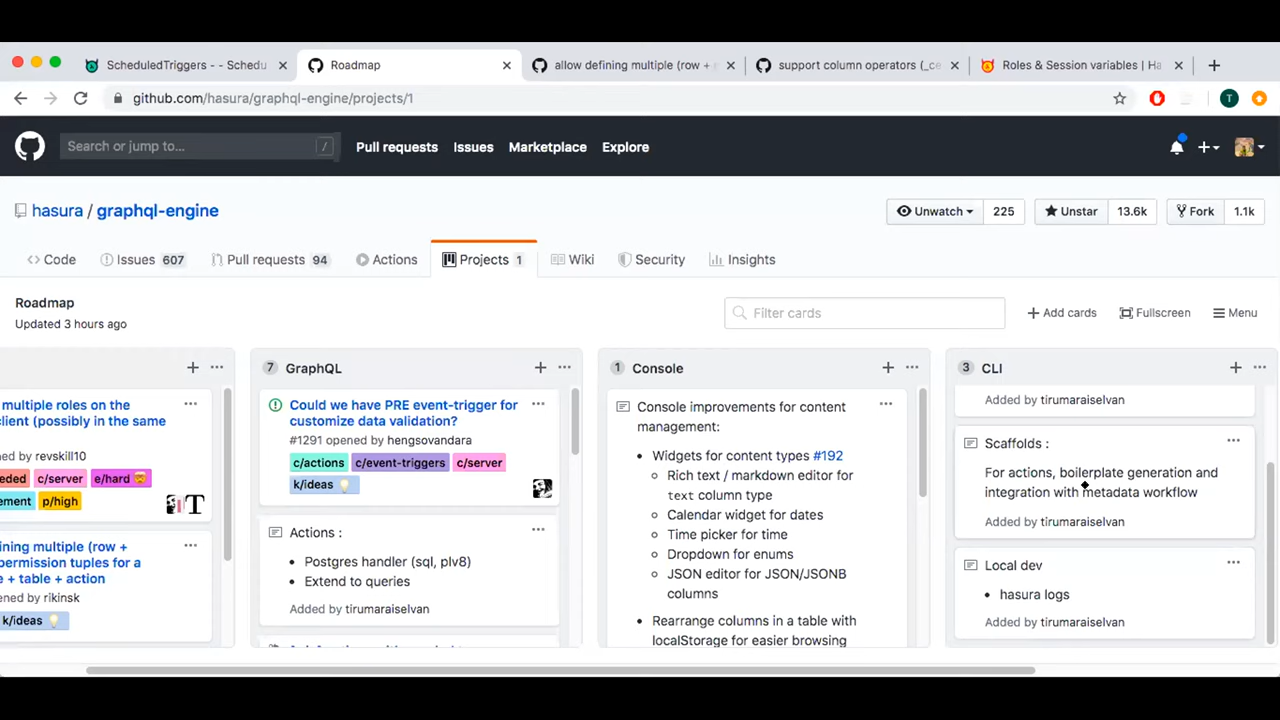 ScheduledTriggers - - Schedu
Roadmap
allow defining multiple (row +
support column operators (_ce
Roles & Session variables | Ha
github.com/hasura/graphql-engine/projects/1
T
Search or jump to...
/
Pull requests
Issues
Marketplace
Explore
hasura / graphql-engine
Unwatch
225
Unstar
13.6k
Fork
1.1k
Code
Issues 607
Pull requests 94
Actions
Projects 1
Wiki
Security
Insights
Roadmap
Updated 3 hours ago
Filter cards
Add cards
Fullscreen
Menu
multiple roles on the
client (possibly in the same
ned by revskill10
eded c/server e/hard
ement p/high
T
ining multiple (row +
permission tuples for a
e + table + action
ened by rikinsk
k/ideas
7 GraphQL
Could we have PRE event-trigger for
customize data validation?
#1291 opened by hengsovandara
c/actions c/event-triggers c/server
k/ideas
Actions :
Postgres handler (sql, plv8)
Extend to queries
Added by tirumaraiselvan
1 Console
Console improvements for content
management:
Widgets for content types #192
Rich text / markdown editor for
text column type
Calendar widget for dates
Time picker for time
Dropdown for enums
JSON editor for JSON/JSONB
columns
Rearrange columns in a table with
localStorage for easier browsing
3 CLI
Added by tirumaraiselvan
Scaffolds :
For actions, boilerplate generation and
integration with metadata workflow
Added by tirumaraiselvan
Local dev
hasura logs
Added by tirumaraiselvan